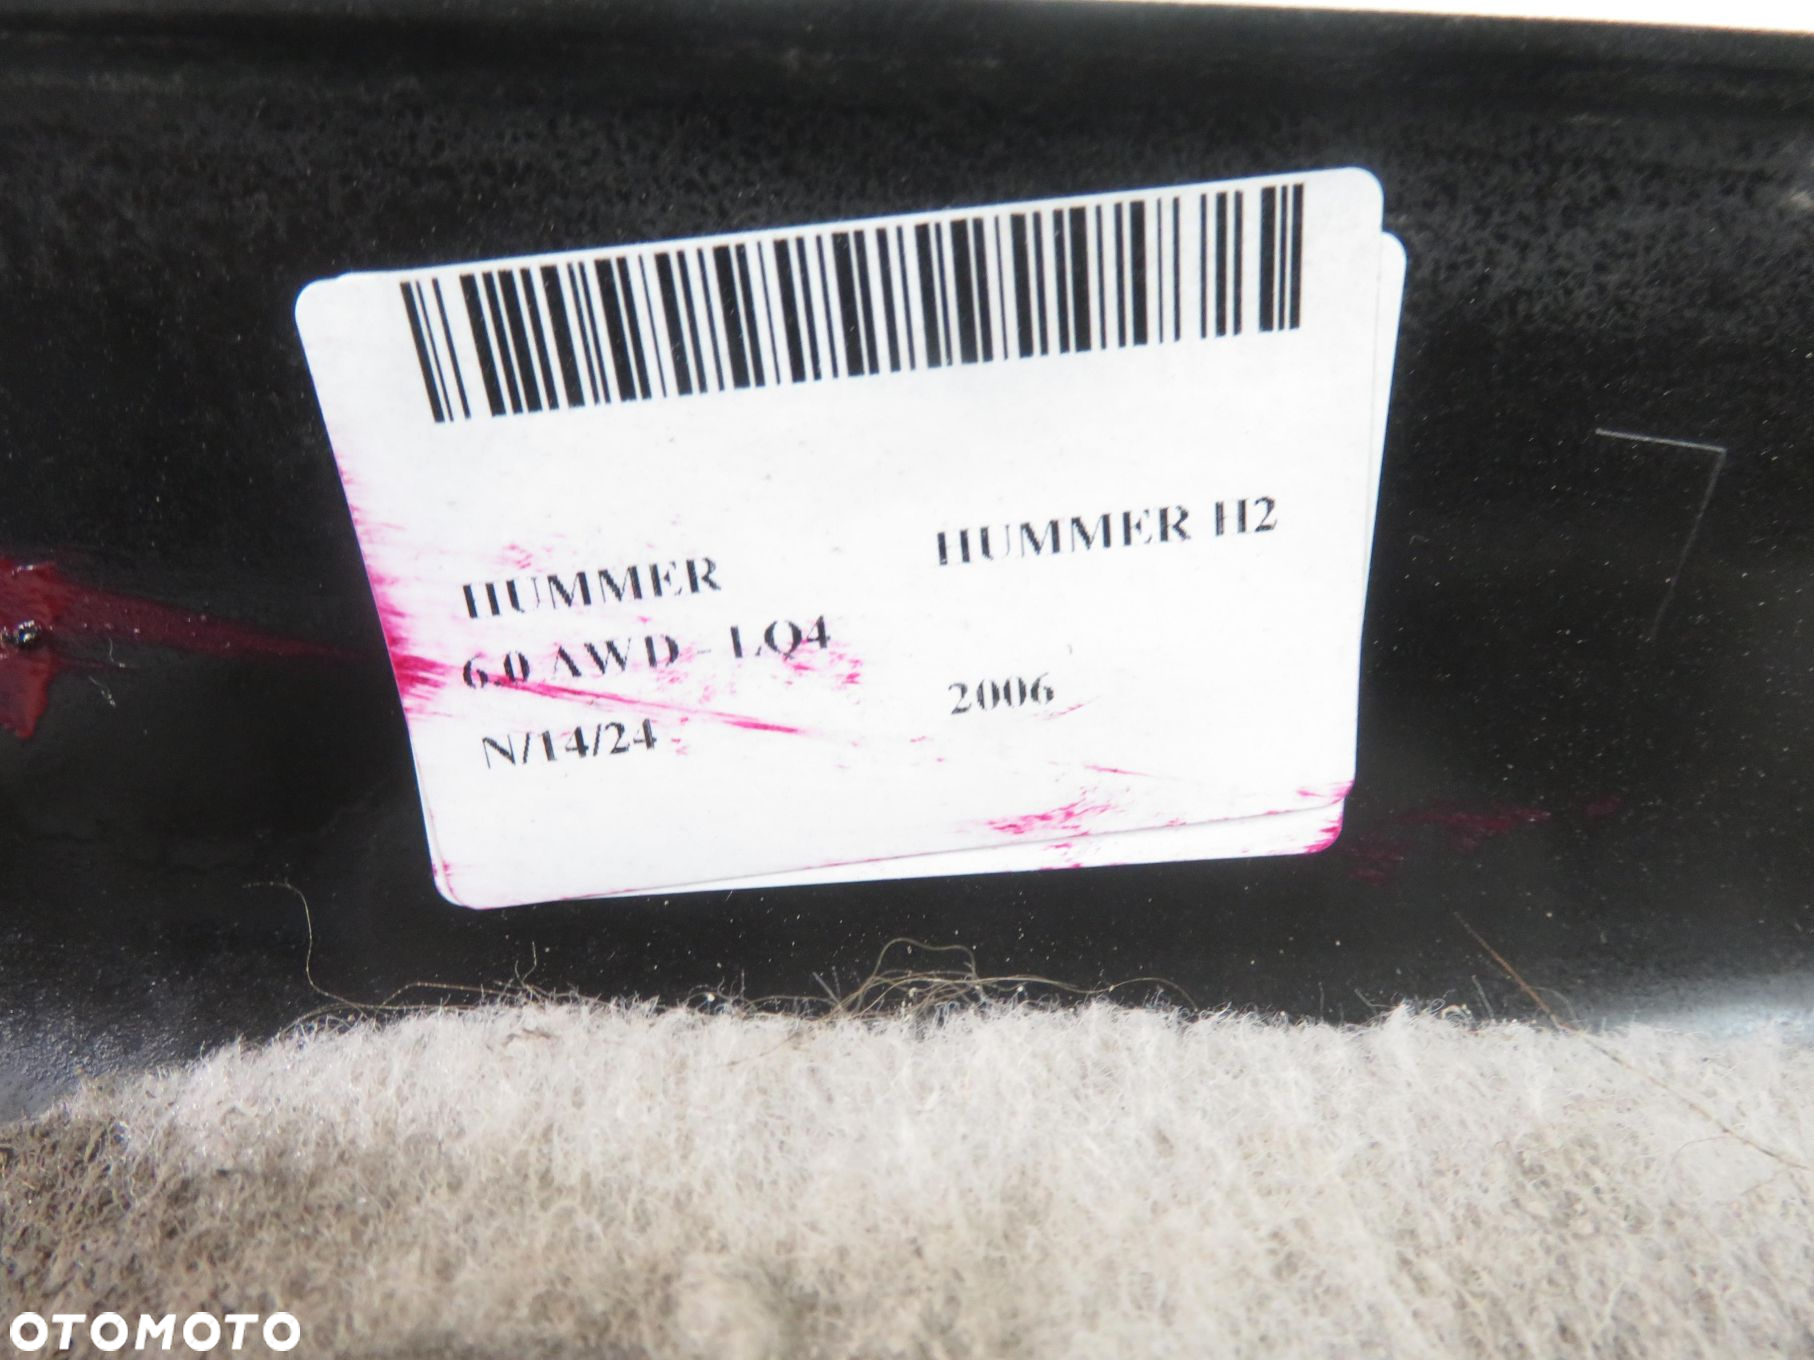 HUMMER HUMMER H2
6.0 AWD - LQ4
2006
N/14/24
OTOMOTO